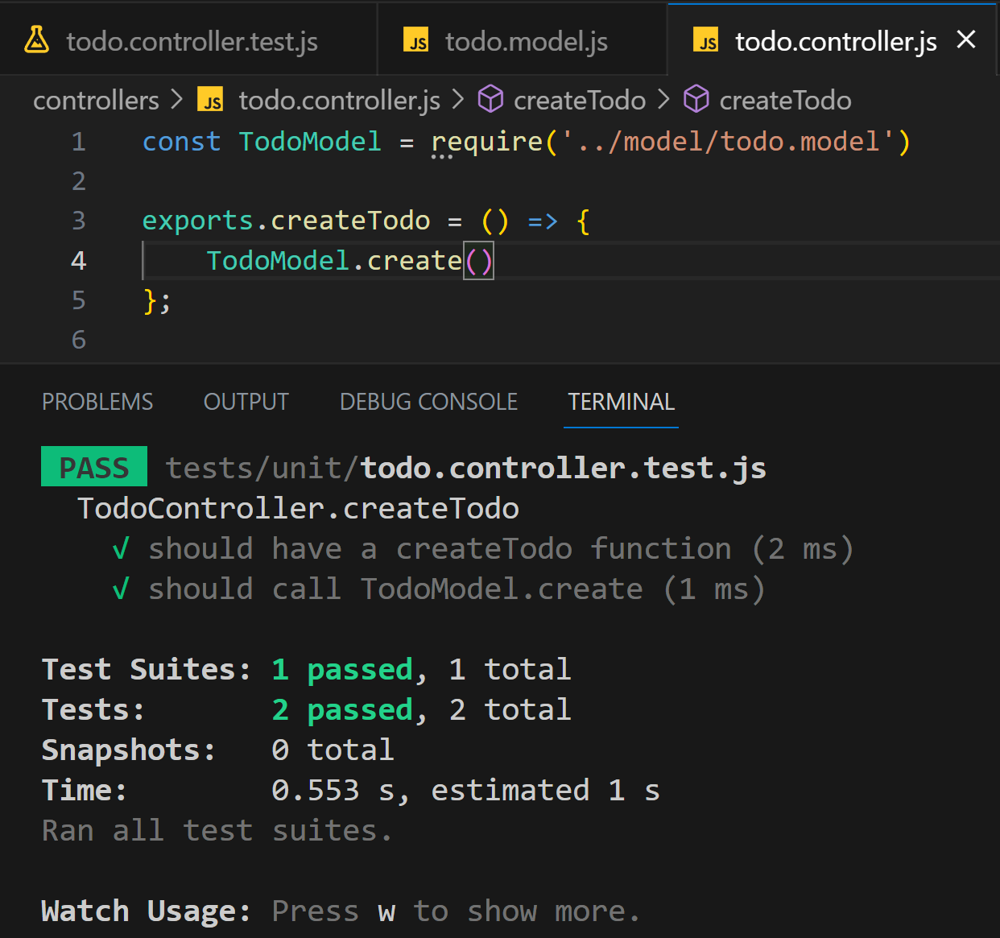 todo.controller.test.js JS todo.model.js JS todo.controller.js
controllers > JS todo.controller.js > createTodo > createTodo
1 const TodoModel = require('../model/todo.model')
2
3 exports.createTodo = () => {
4 TodoModel.create()
5 };
6
PROBLEMS OUTPUT DEBUG CONSOLE TERMINAL
PASS tests/unit/todo.controller.test.js
TodoController.createTodo
√ should have a createTodo function (2 ms)
√ should call TodoModel.create (1 ms)
Test Suites: 1 passed, 1 total
Tests: 2 passed, 2 total
Snapshots: 0 total
Time: 0.553 s, estimated 1 s
Ran all test suites.
Watch Usage: Press w to show more.